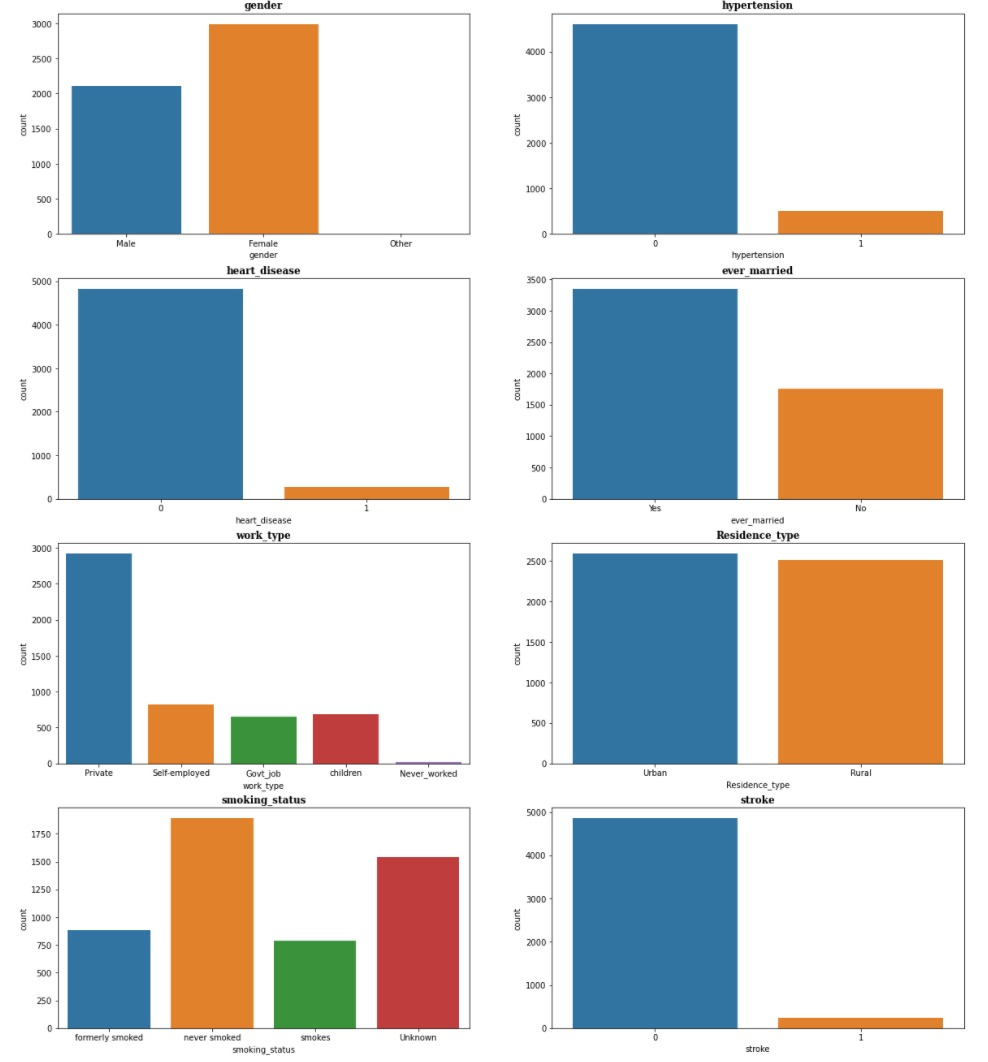 gender
3000
2500
2000
1500
1000
500
0
count
Male Female Other
gender
hypertension
4000
3000
2000
1000
0
count
0 1
hypertension
heart_disease
5000
4000
3000
2000
1000
0
count
0 1
heart_disease
ever_married
3500
3000
2500
2000
1500
1000
500
0
count
Yes No
ever_married
work_type
3000
2500
2000
1500
1000
500
0
count
Private Self-employed Govt_job children Never_worked
work_type
Residence_type
2500
2000
1500
1000
500
0
count
Urban Rural
Residence_type
smoking_status
1750
1500
1250
1000
750
500
250
0
count
formerly smoked never smoked smokes Unknown
smoking_status
stroke
5000
4000
3000
2000
1000
0
count
0 1
stroke